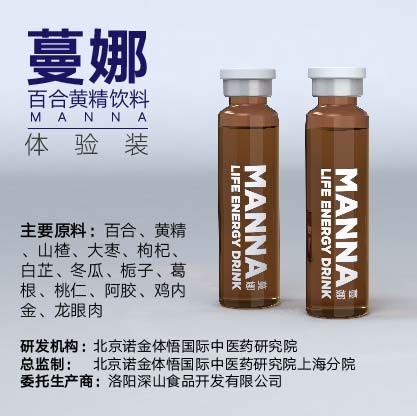 蔓娜
百合黄精饮料
MANNA
体验装
主要原料：百合、黄精
、山楂、大枣、枸杞、
白芷、冬瓜、栀子、葛
根、桃仁、阿胶、鸡内
金、龙眼肉
MANNA 蔓娜
LIFE ENERGY DRINK
MANNA 蔓娜
LIFE ENERGY DRINK
研发机构：北京诺金体悟国际中医药研究院
总监制：北京诺金体悟国际中医药研究院上海分院
委托生产商：洛阳深山食品开发有限公司